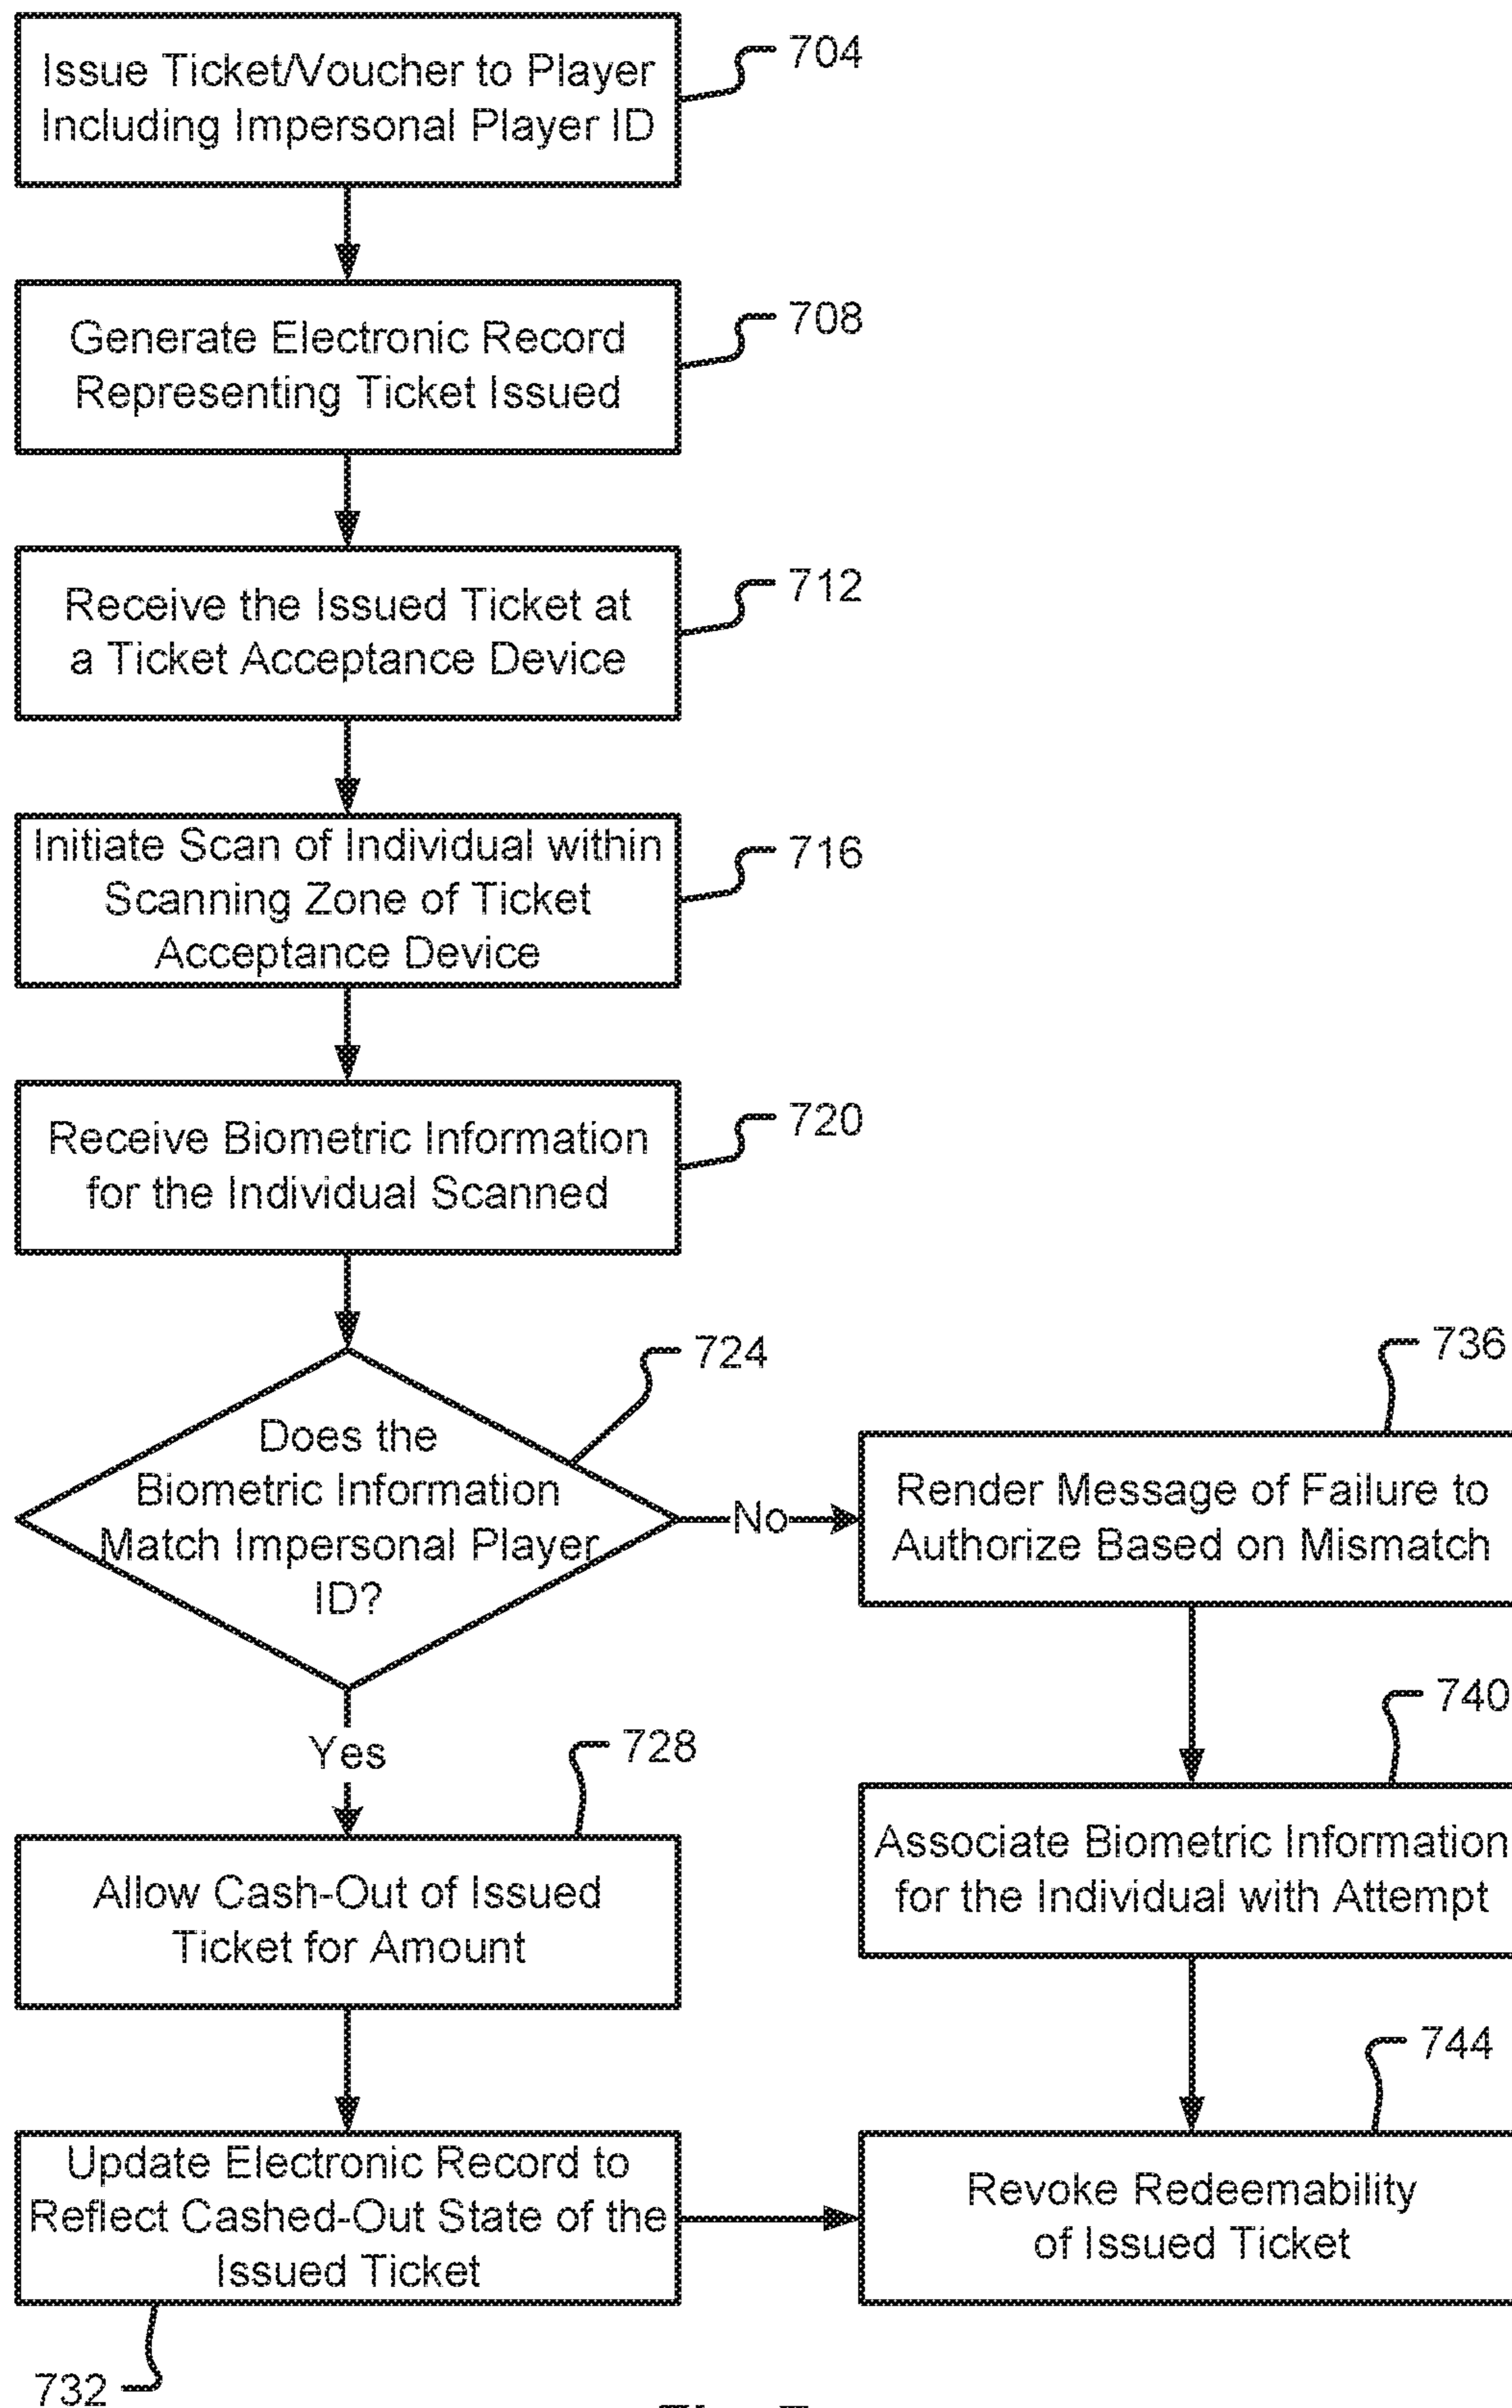 Issue Ticket/Voucher to Player
Including Impersonal Player ID
704
Generate Electronic Record
Representing Ticket Issued
708
Receive the Issued Ticket at
a Ticket Acceptance Device
712
Initiate Scan of Individual within
Scanning Zone of Ticket
Acceptance Device
716
Receive Biometric Information
for the Individual Scanned
720
Does the
Biometric Information
Match Impersonal Player
ID?
724
No
Render Message of Failure to
Authorize Based on Mismatch
736
Yes
Allow Cash-Out of Issued
Ticket for Amount
728
Associate Biometric Information
for the Individual with Attempt
740
Update Electronic Record to
Reflect Cashed-Out State of the
Issued Ticket
732
Revoke Redeemability
of Issued Ticket
744